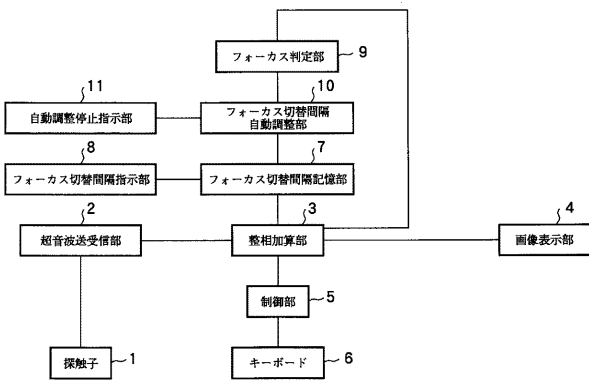 フォーカス判定部
9
11
10
自動調整停止指示部
フォーカス切替間隔
自動調整部
8
7
フォーカス切替間隔指示部
フォーカス切替間隔記憶部
2
3
4
超音波送受信部
整相加算部
画像表示部
制御部
5
探触子
1
キーボード
6